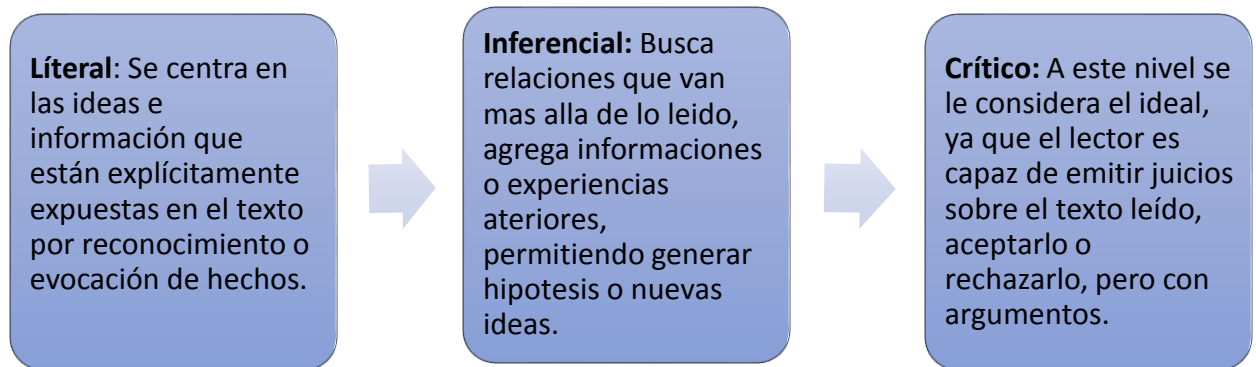 Líteral: Se centra en
las ideas e
información que
están explícitamente
expuestas en el texto
por reconocimiento o
evocación de hechos.
Inferencial: Busca
relaciones que van
mas alla de lo leido,
agrega informaciones
o experiencias
ateriores,
permitiendo generar
hipotesis o nuevas
ideas.
Crítico: A este nivel se
le considera el ideal,
ya que el lector es
capaz de emitir juicios
sobre el texto leído,
aceptarlo o
rechazarlo, pero con
argumentos.